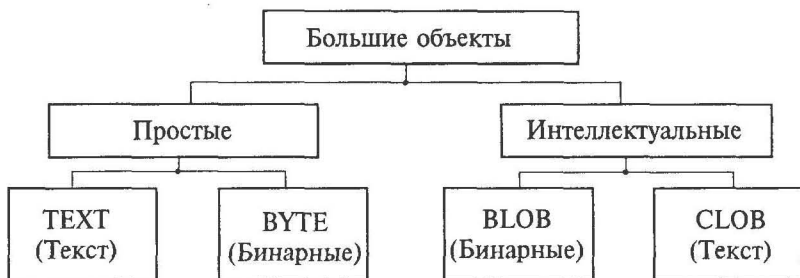 Большие объекты
Простые
Интеллектуальные
TEXT
(Текст)
BYTE
(Бинарные)
BLOB
(Бинарные)
CLOB
(Текст)